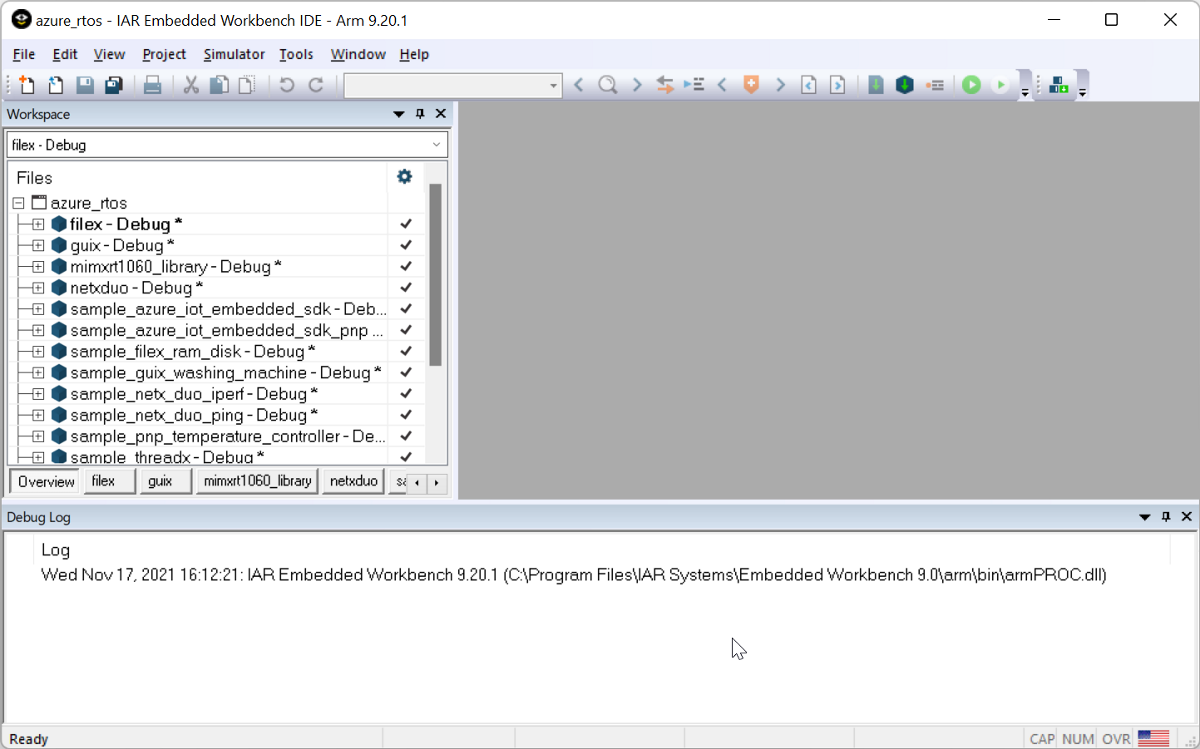 azure_rtos - IAR Embedded Workbench IDE - Arm 9.20.1
File Edit View Project Simulator Tools Window Help
Workspace
filex - Debug
Files
azure_rtos
filex - Debug *
guix - Debug *
mimxrt1060_library - Debug *
netxduo - Debug *
sample_azure_iot_embedded_sdk - Deb...
sample_azure_iot_embedded_sdk_pnp ...
sample_filex_ram_disk - Debug *
sample_guix_washing_machine - Debug *
sample_netx_duo_iperf - Debug *
sample_netx_duo_ping - Debug *
sample_pnp_temperature_controller - De...
sample_threadx - Debug *
Overview filex guix mimxrt1060_library netxduo sa
Debug Log
Log
Wed Nov 17, 2021 16:12:21: IAR Embedded Workbench 9.20.1 (C:\Program Files\IAR Systems\Embedded Workbench 9.0\arm\bin\armPROC.dll)
Ready CAP NUM OVR